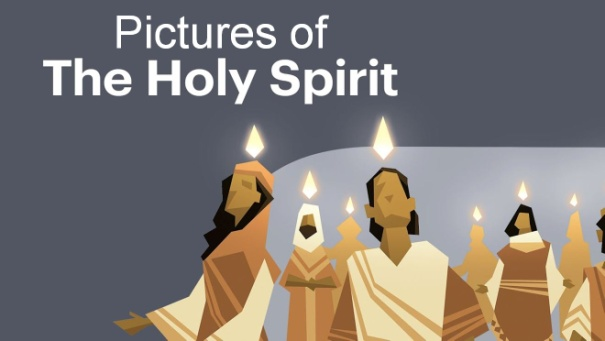 Pictures of
The Holy Spirit